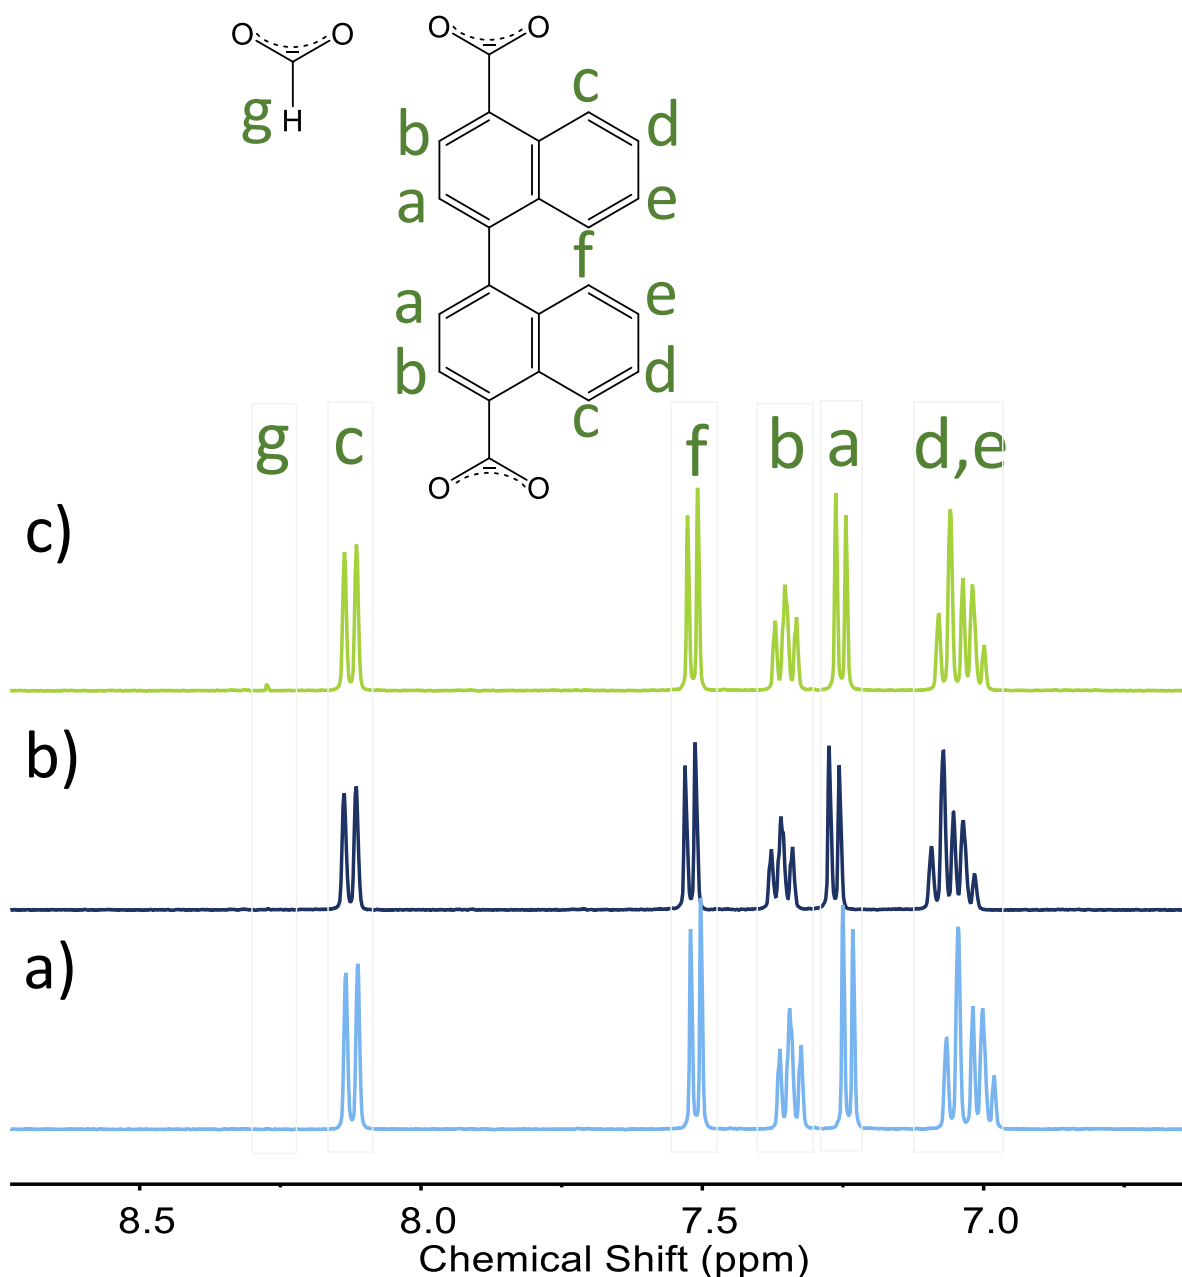 O O O O
g H
b c d
a e
f
a e
b d
c
O O
g c f b a d,e
c)
b)
a)
8.5 8.0 7.5 7.0
Chemical Shift (ppm)